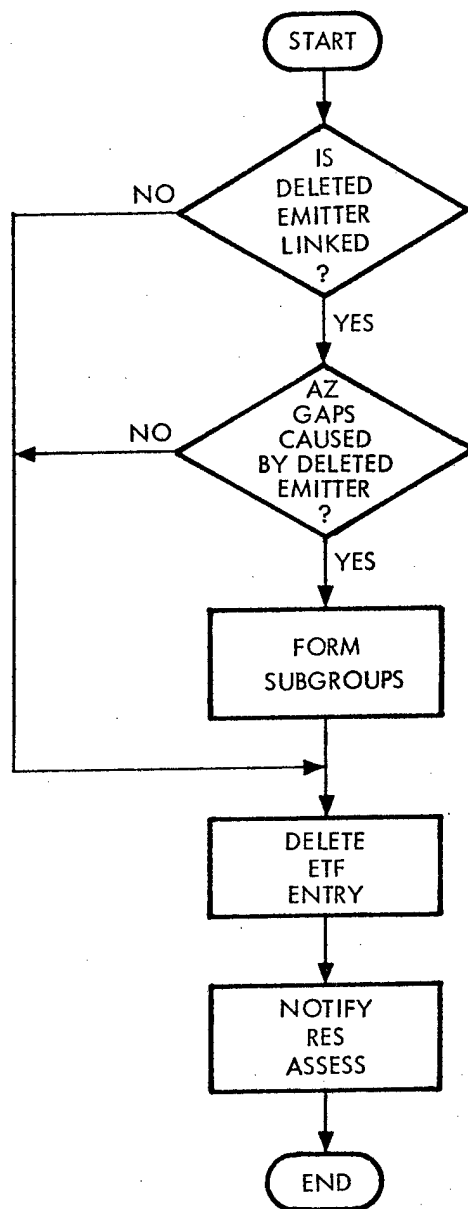 START
IS
DELETED
EMITTER
LINKED
?
NO
YES
AZ
GAPS
CAUSED
BY DELETED
EMITTER
?
NO
YES
FORM
SUBGROUPS
DELETE
ETF
ENTRY
NOTIFY
RES
ASSESS
END